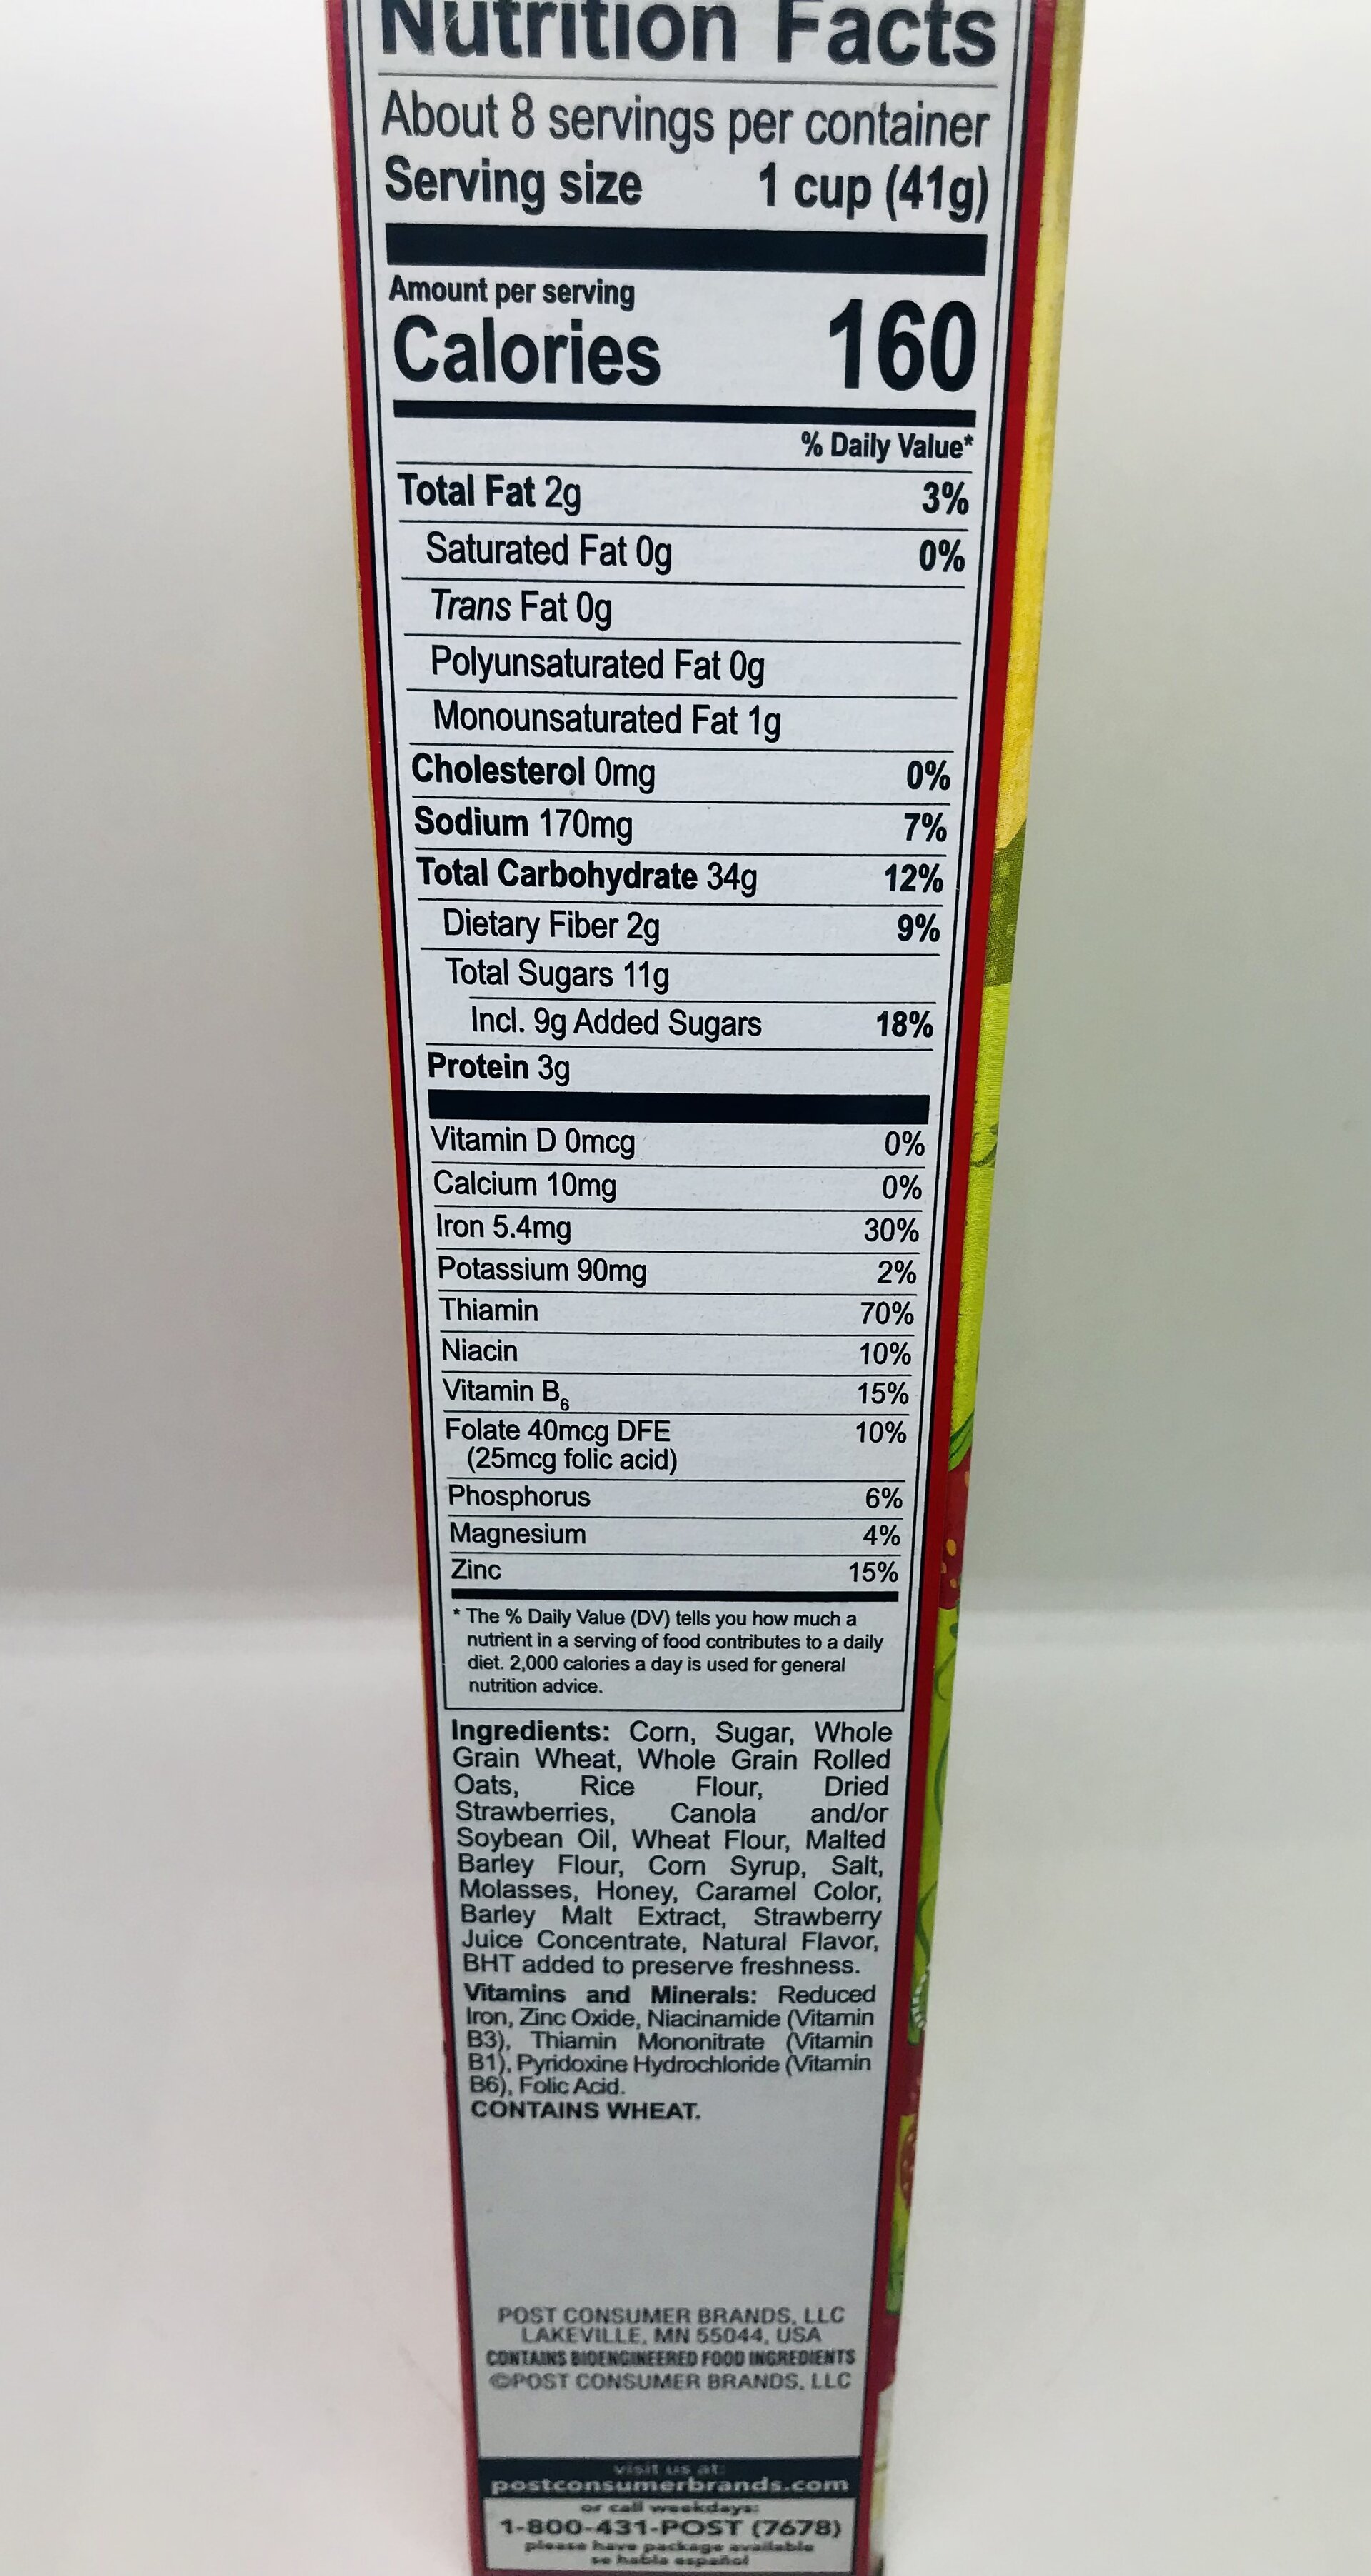 Nutrition Facts
About 8 servings per container
Serving size 1 cup (41g)
Amount per serving
Calories 160
% Daily Value*
Total Fat 2g 3%
Saturated Fat 0g 0%
Trans Fat 0g
Polyunsaturated Fat 0g
Monounsaturated Fat 1g
Cholesterol 0mg 0%
Sodium 170mg 7%
Total Carbohydrate 34g 12%
Dietary Fiber 2g 9%
Total Sugars 11g
Incl. 9g Added Sugars 18%
Protein 3g
Vitamin D 0mcg 0%
Calcium 10mg 0%
Iron 5.4mg 30%
Potassium 90mg 2%
Thiamin 70%
Niacin 10%
Vitamin B6 15%
Folate 40mcg DFE 10%
(25mcg folic acid)
Phosphorus 6%
Magnesium 4%
Zinc 15%
* The % Daily Value (DV) tells you how much a
nutrient in a serving of food contributes to a daily
diet. 2,000 calories a day is used for general
nutrition advice.
Ingredients: Corn, Sugar, Whole
Grain Wheat, Whole Grain Rolled
Oats, Rice Flour, Dried
Strawberries, Canola and/or
Soybean Oil, Wheat Flour, Malted
Barley Flour, Corn Syrup, Salt,
Molasses, Honey, Caramel Color,
Barley Malt Extract, Strawberry
Juice Concentrate, Natural Flavor,
BHT added to preserve freshness.
Vitamins and Minerals: Reduced
Iron, Zinc Oxide, Niacinamide (Vitamin
B3), Thiamin Mononitrate (Vitamin
B1), Pyridoxine Hydrochloride (Vitamin
B6), Folic Acid.
CONTAINS WHEAT.
POST CONSUMER BRANDS, LLC
LAKEVILLE, MN 55044, USA
CONTAINS BIOENGINEERED FOOD INGREDIENTS
©POST CONSUMER BRANDS, LLC
visit us at:
postconsumerbrands.com
or call weekdays:
1-800-431-POST (7678)
please have package available
se habla español